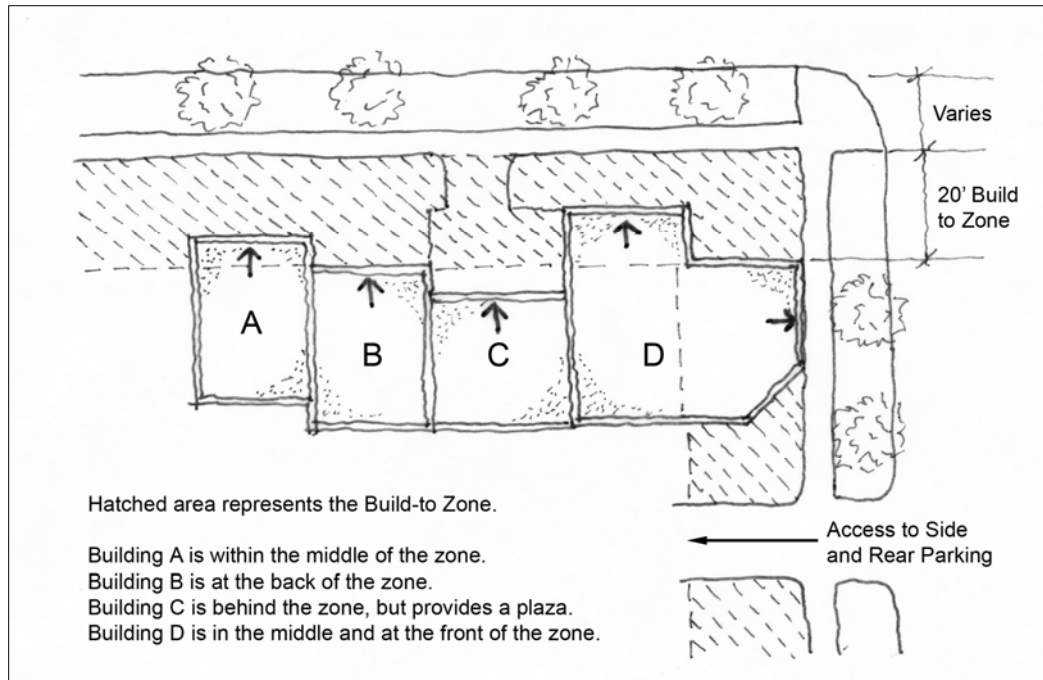 Varies
20' Build
to Zone
A
B
C
D
Hatched area represents the Build-to Zone.
Building A is within the middle of the zone.
Building B is at the back of the zone.
Building C is behind the zone, but provides a plaza.
Building D is in the middle and at the front of the zone.
Access to Side
and Rear Parking